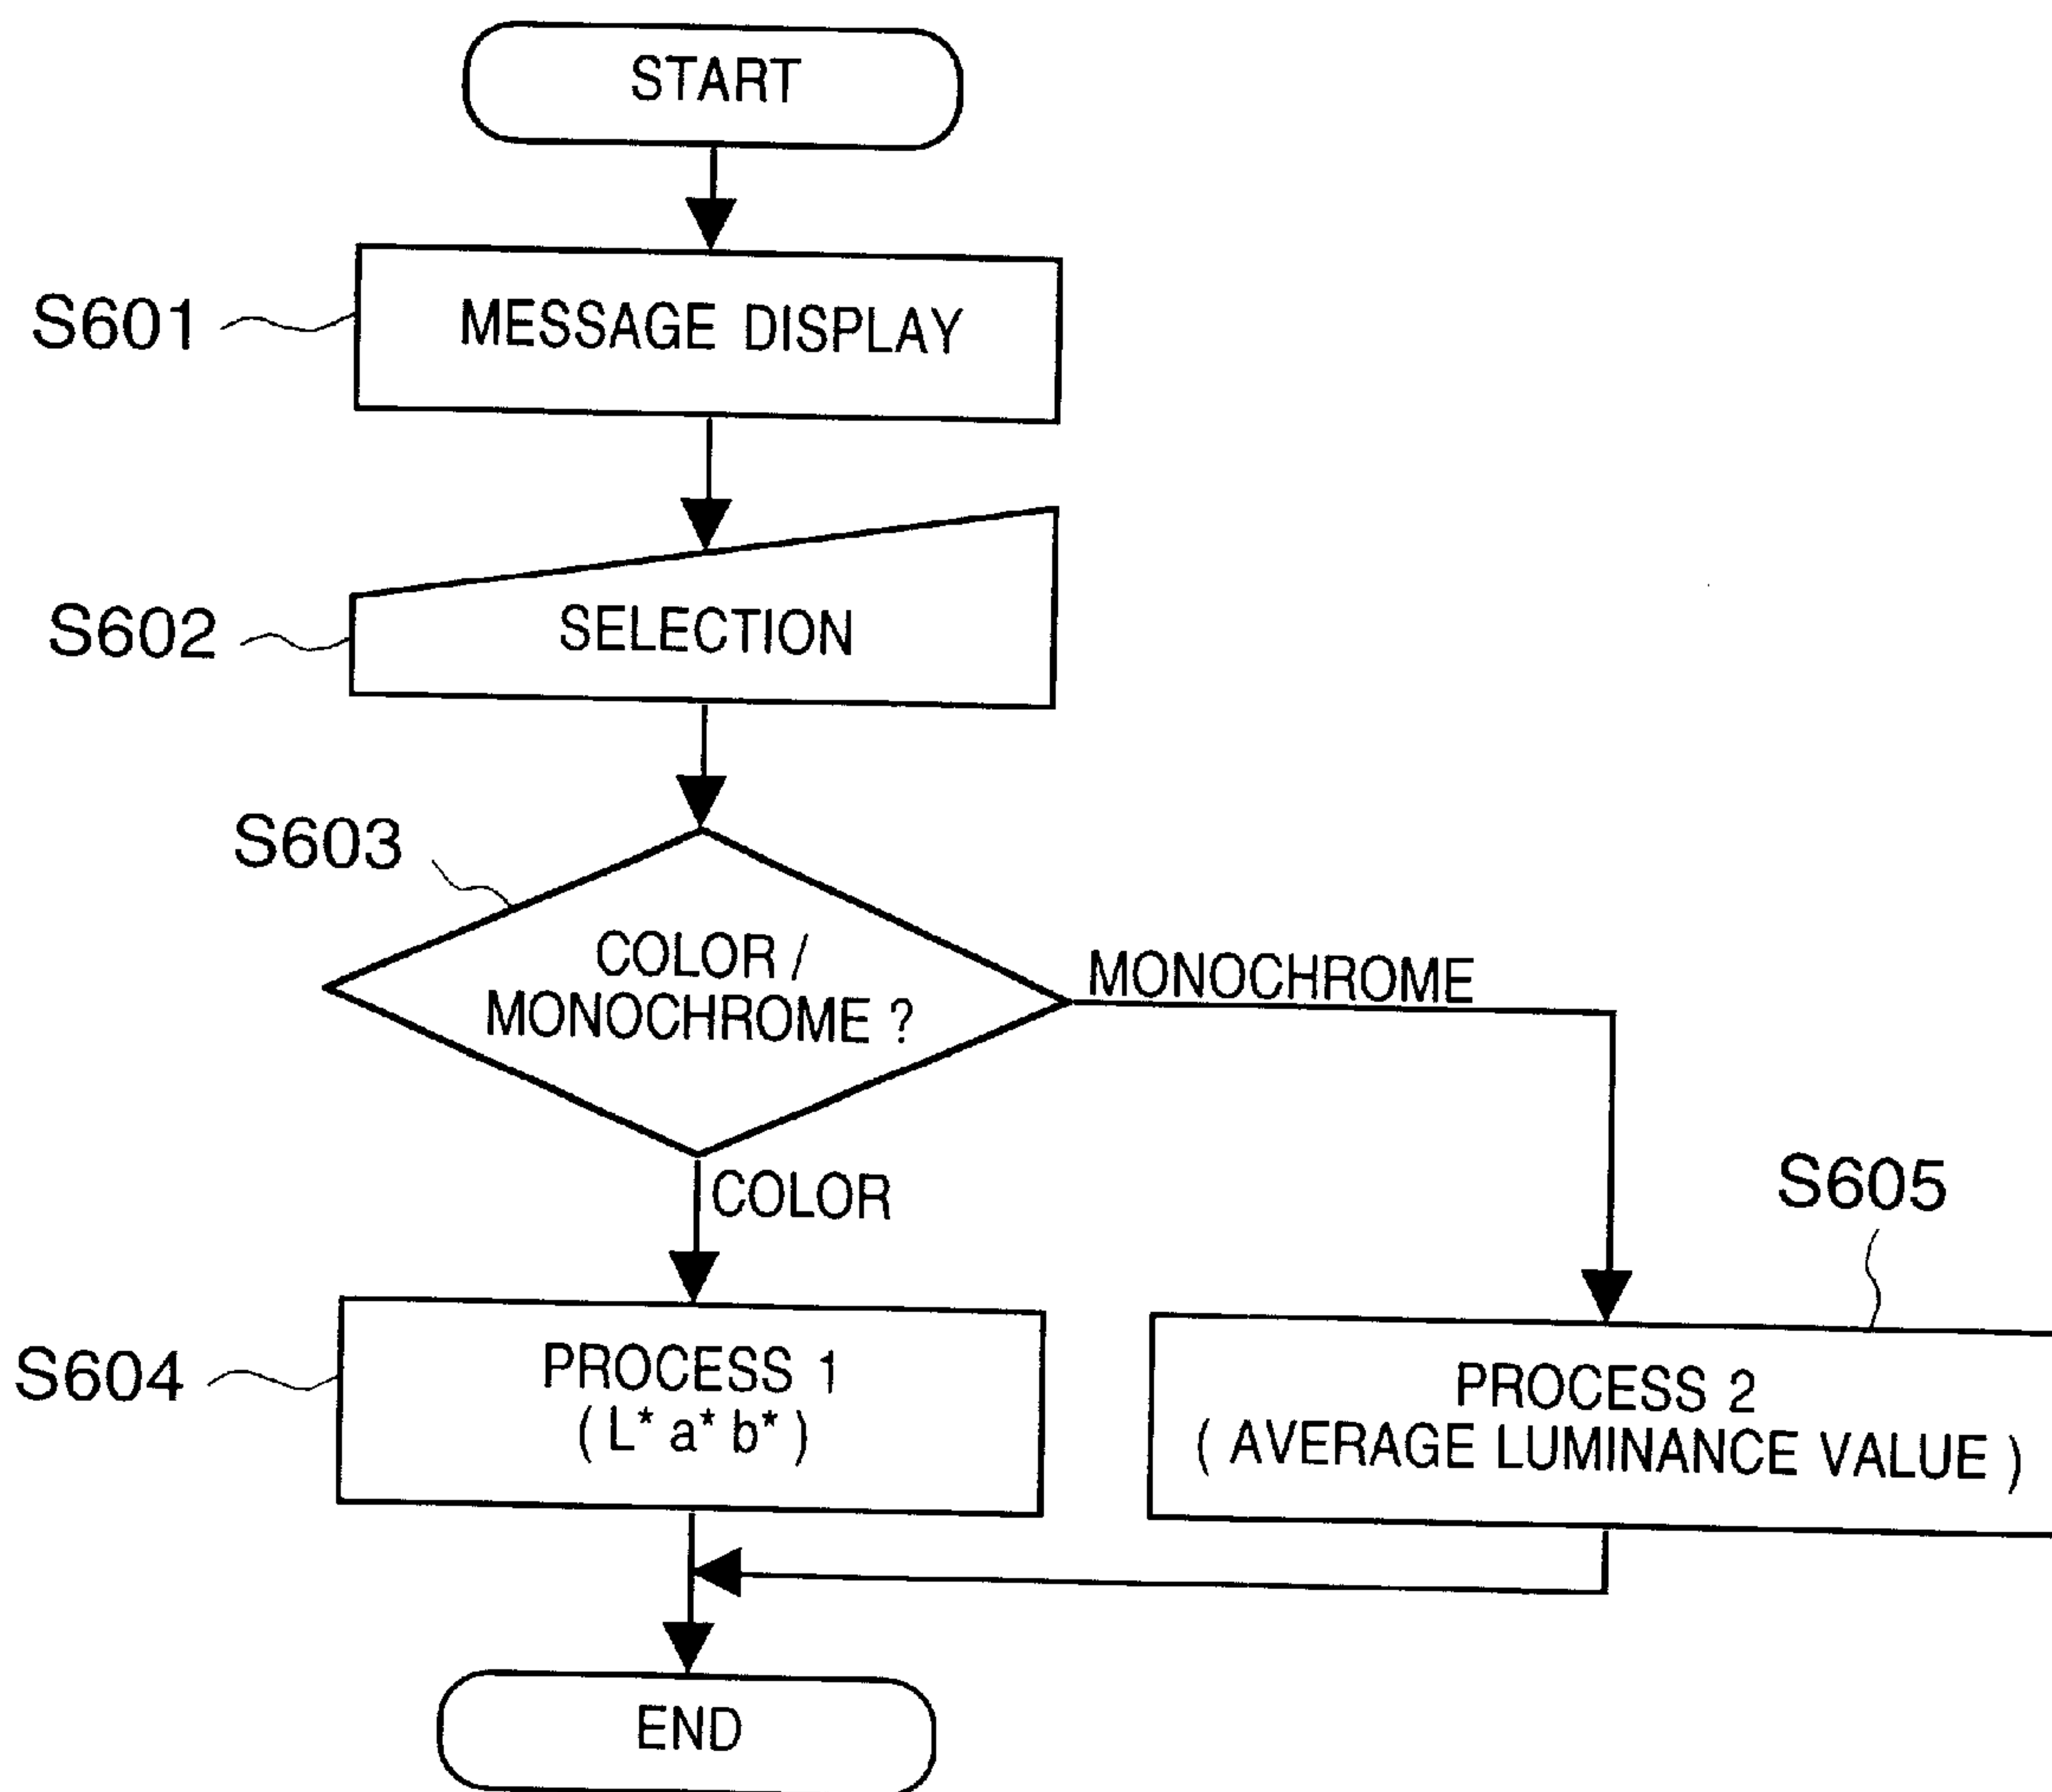 START
S601
MESSAGE DISPLAY
S602
SELECTION
S603
COLOR /
MONOCHROME ?
MONOCHROME
COLOR
S605
S604
PROCESS 1
( L* a* b* )
PROCESS 2
( AVERAGE LUMINANCE VALUE )
END